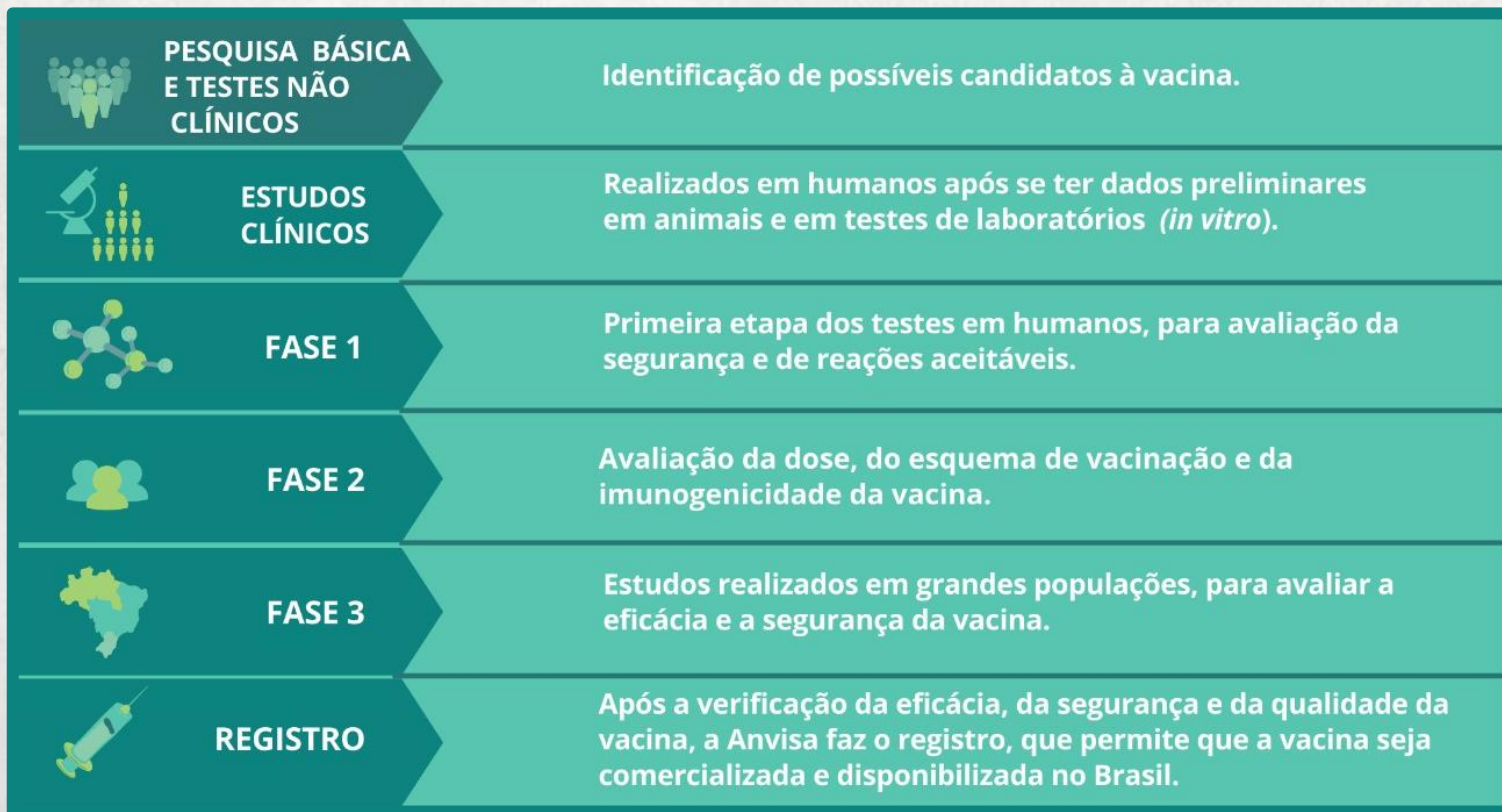 PESQUISA BÁSICA
E TESTES NÃO
CLÍNICOS
Identificação de possíveis candidatos à vacina.
ESTUDOS
CLÍNICOS
Realizados em humanos após se ter dados preliminares
em animais e em testes de laboratórios (in vitro).
FASE 1
Primeira etapa dos testes em humanos, para avaliação da
segurança e de reações aceitáveis.
FASE 2
Avaliação da dose, do esquema de vacinação e da
imunogenicidade da vacina.
FASE 3
Estudos realizados em grandes populações, para avaliar a
eficácia e a segurança da vacina.
REGISTRO
Após a verificação da eficácia, da segurança e da qualidade da
vacina, a Anvisa faz o registro, que permite que a vacina seja
comercializada e disponibilizada no Brasil.